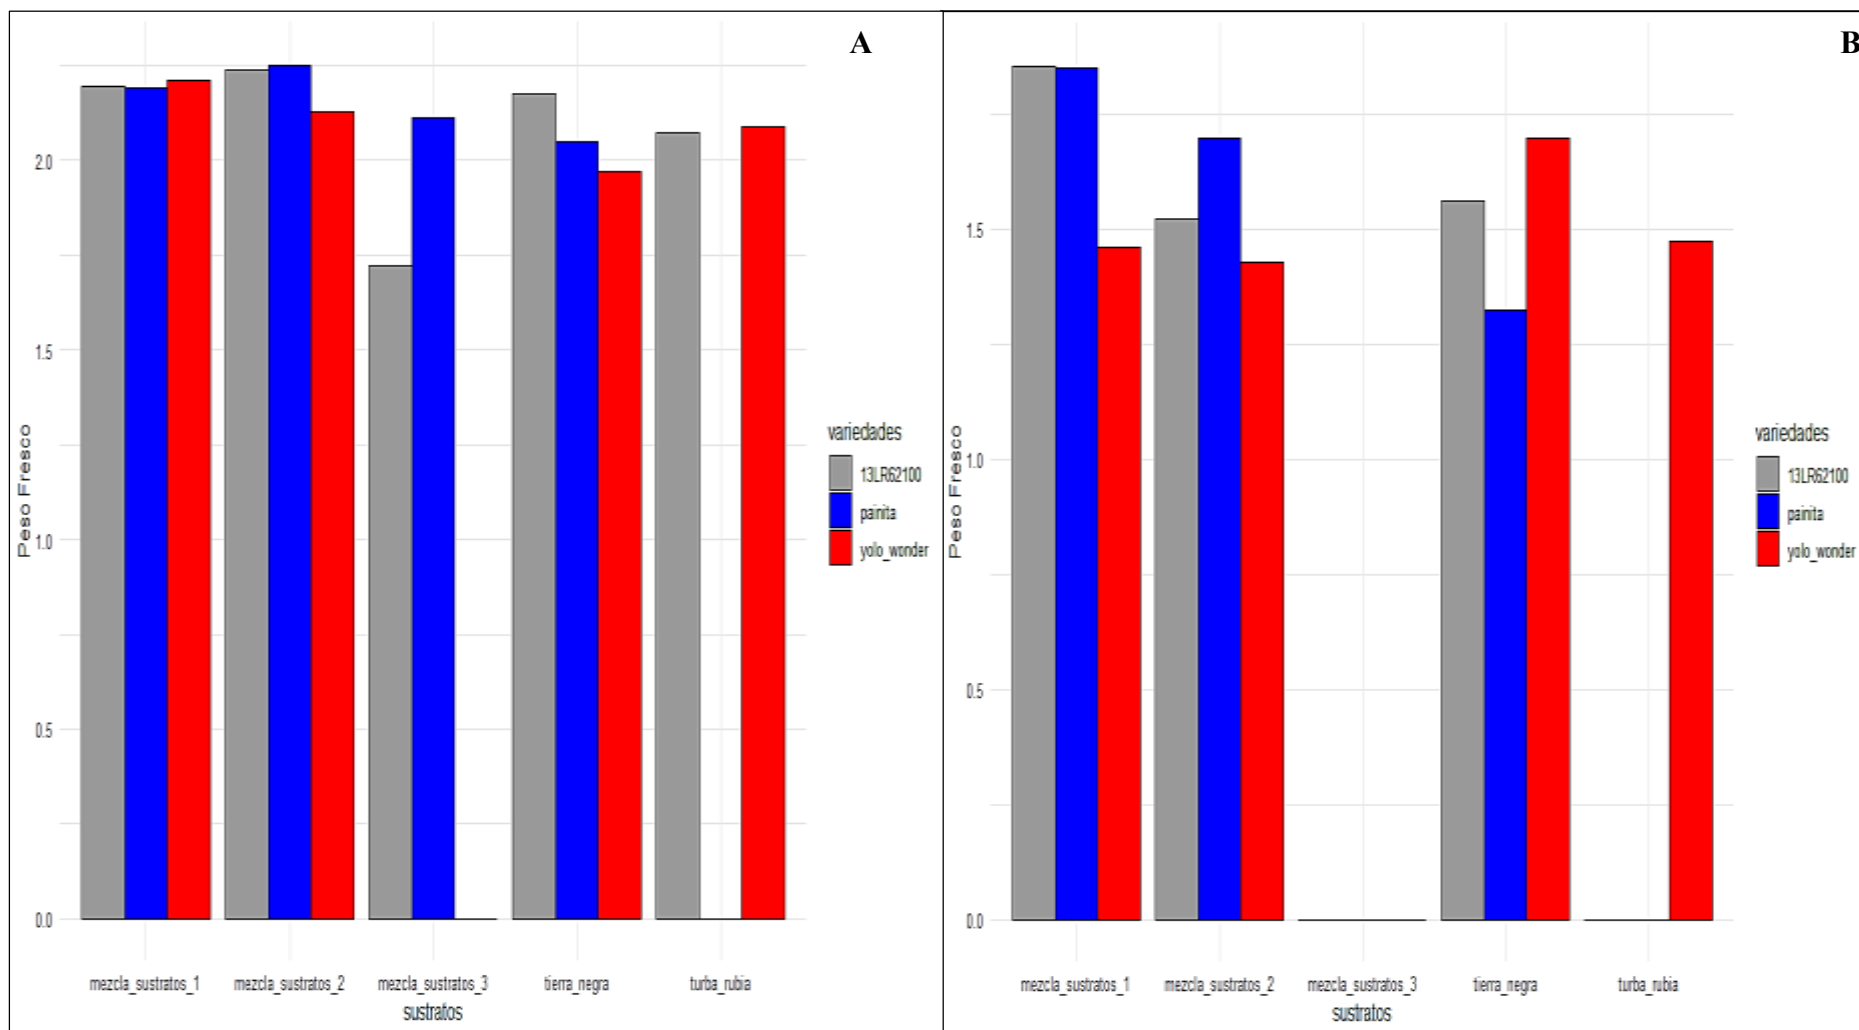 A
Peso Fresco
2.0
1.5
1.0
0.5
0.0
mezcla_sustratos_1
mezcla_sustratos_2
mezcla_sustratos_3
tierra_negra
turba_rubia
sustratos
variedades
13LR62100
painita
yolo_wonder
B
Peso Fresco
1.5
1.0
0.5
0.0
mezcla_sustratos_1
mezcla_sustratos_2
mezcla_sustratos_3
tierra_negra
turba_rubia
sustratos
variedades
13LR62100
painita
yolo_wonder